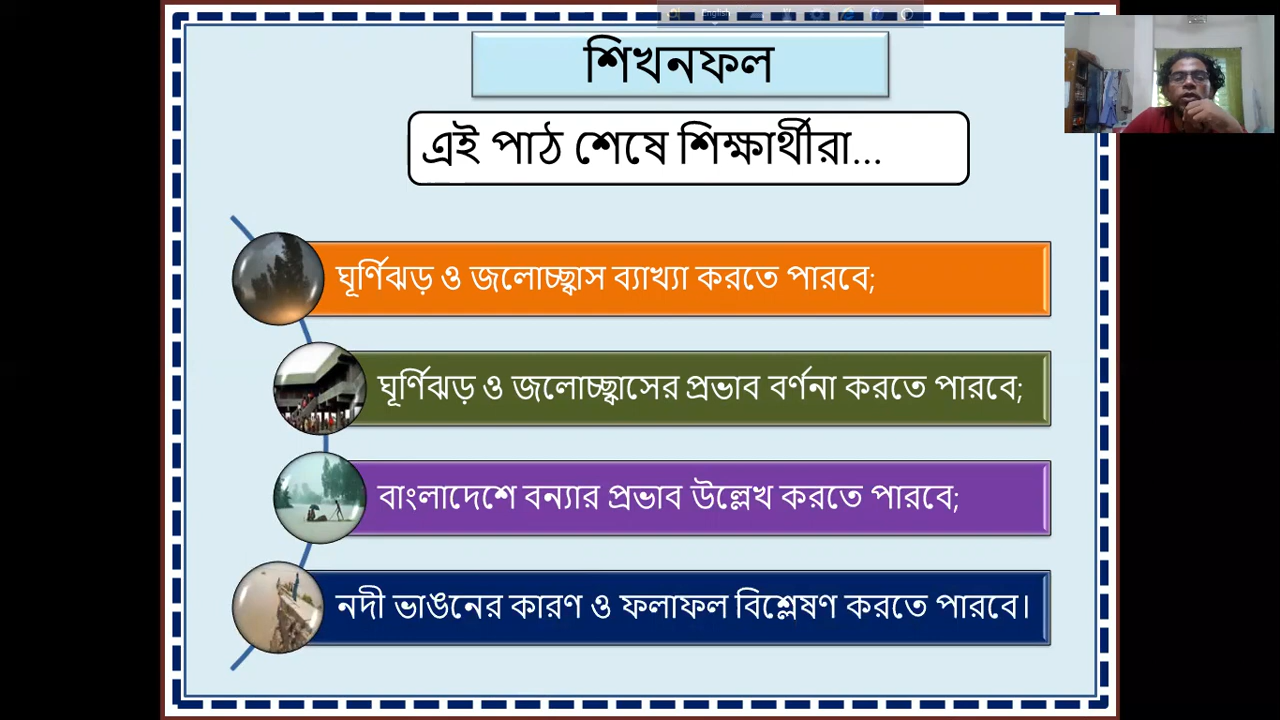 English
শিখনফল
এই পাঠ শেষে শিক্ষার্থীরা...
ঘূর্ণিঝড় ও জলোচ্ছ্বাস ব্যাখ্যা করতে পারবে;
ঘূর্ণিঝড় ও জলোচ্ছ্বাসের প্রভাব বর্ণনা করতে পারবে;
বাংলাদেশে বন্যার প্রভাব উল্লেখ করতে পারবে;
নদী ভাঙনের কারণ ও ফলাফল বিশ্লেষণ করতে পারবে।